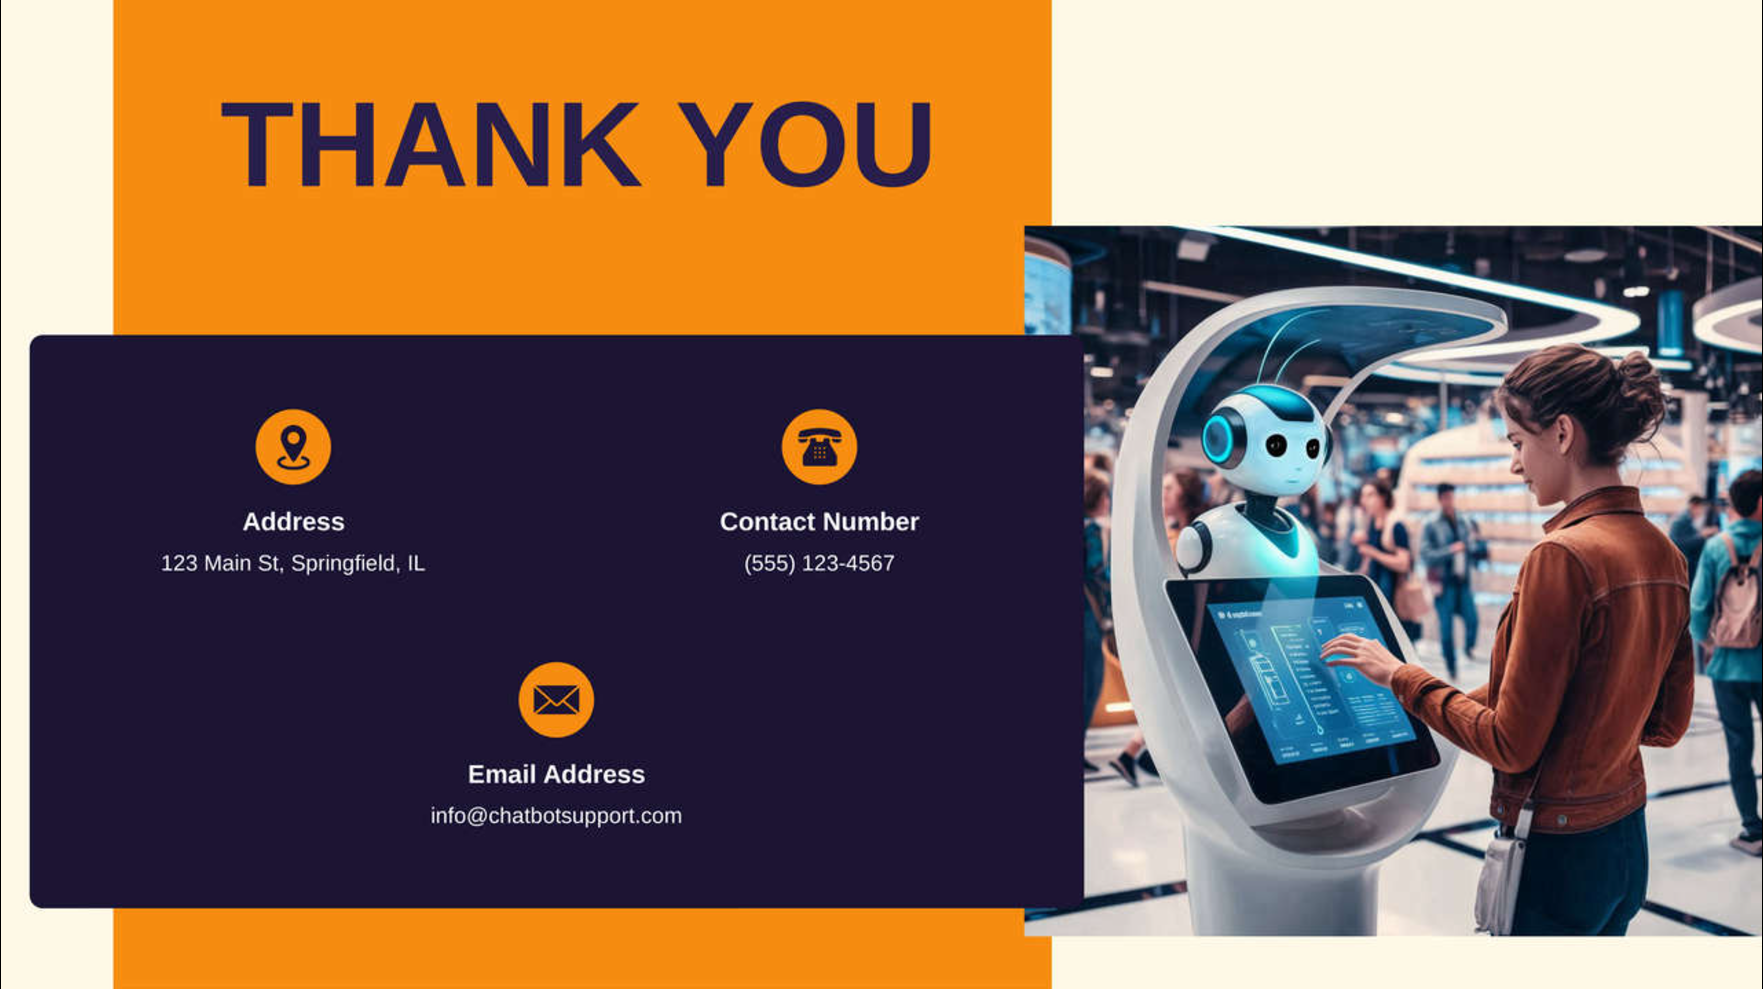 THANK YOU
Address
123 Main St, Springfield, IL
Contact Number
(555) 123-4567
Email Address
info@chatbotsupport.com